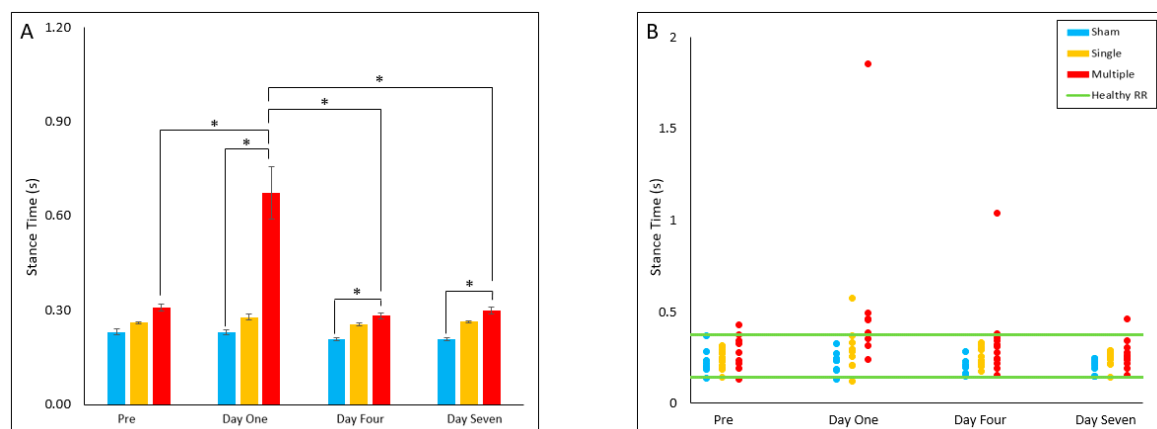 A
1.20
0.90
0.60
0.30
0.00
Stance Time (s)
*
*
*
*
*
*
Pre
Day One
Day Four
Day Seven
B
2
1.5
1
0.5
0
Stance Time (s)
Sham
Single
Multiple
Healthy RR
Pre
Day One
Day Four
Day Seven